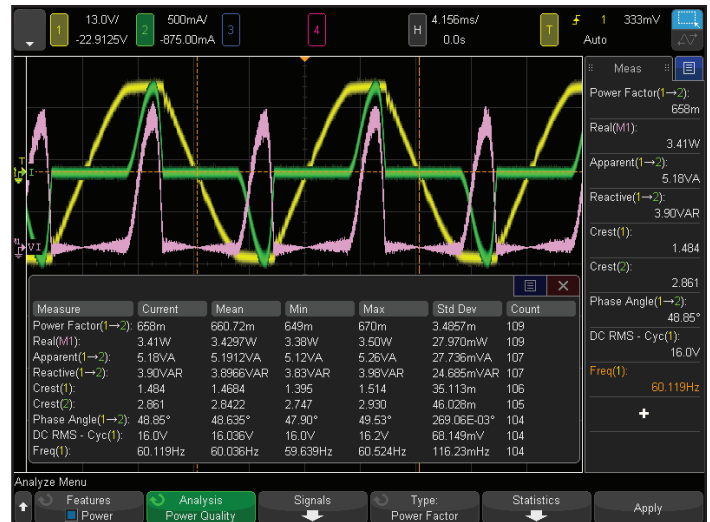 1 13.0V/ 2 500mA/ 3 4 H 4.156ms/ T 1 333mV
-22.9125V -875.00mA 0.0s Auto
Meas
Power Factor(1→2):
658m
Real(M1):
3.41W
Apparent(1→2):
5.18VA
Reactive(1→2):
3.90VAR
Crest(1):
1.484
Crest(2):
2.861
Phase Angle(1→2):
48.85°
DC RMS - Cyc(1):
16.0V
Freq(1):
60.119Hz
T
I
VI
Measure Current Mean Min Max Std Dev Count
Power Factor(1→2): 658m 660.72m 649m 670m 3.4857m 109
Real(M1): 3.41W 3.4297W 3.38W 3.50W 27.970mW 109
Apparent(1→2): 5.18VA 5.1912VA 5.12VA 5.26VA 27.736mVA 107
Reactive(1→2): 3.90VAR 3.8966VAR 3.83VAR 3.98VAR 24.685mVAR 107
Crest(1): 1.484 1.4684 1.395 1.514 35.113m 106
Crest(2): 2.861 2.8422 2.747 2.930 46.028m 105
Phase Angle(1→2): 48.85° 48.635° 47.90° 49.53° 269.06E-03° 104
DC RMS - Cyc(1): 16.0V 16.036V 16.0V 16.2V 68.149mV 104
Freq(1): 60.119Hz 60.036Hz 59.639Hz 60.524Hz 116.23mHz 104
Analyze Menu
Features Analysis Signals Type: Statistics Apply
Power Power Quality Power Factor